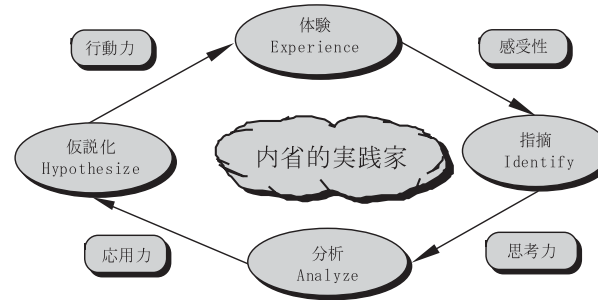 体験
Experience
行動力
感受性
仮説化
Hypothesize
内省的実践家
指摘
Identify
応用力
分析
Analyze
思考力